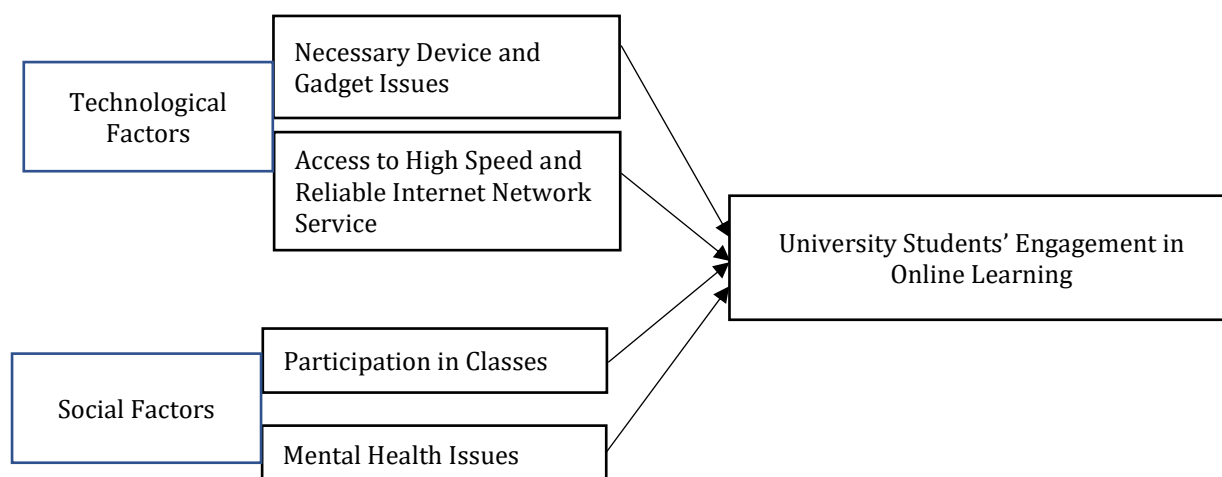 Technological
Factors
Necessary Device and
Gadget Issues
Access to High Speed and
Reliable Internet Network
Service
University Students’ Engagement in
Online Learning
Social Factors
Participation in Classes
Mental Health Issues